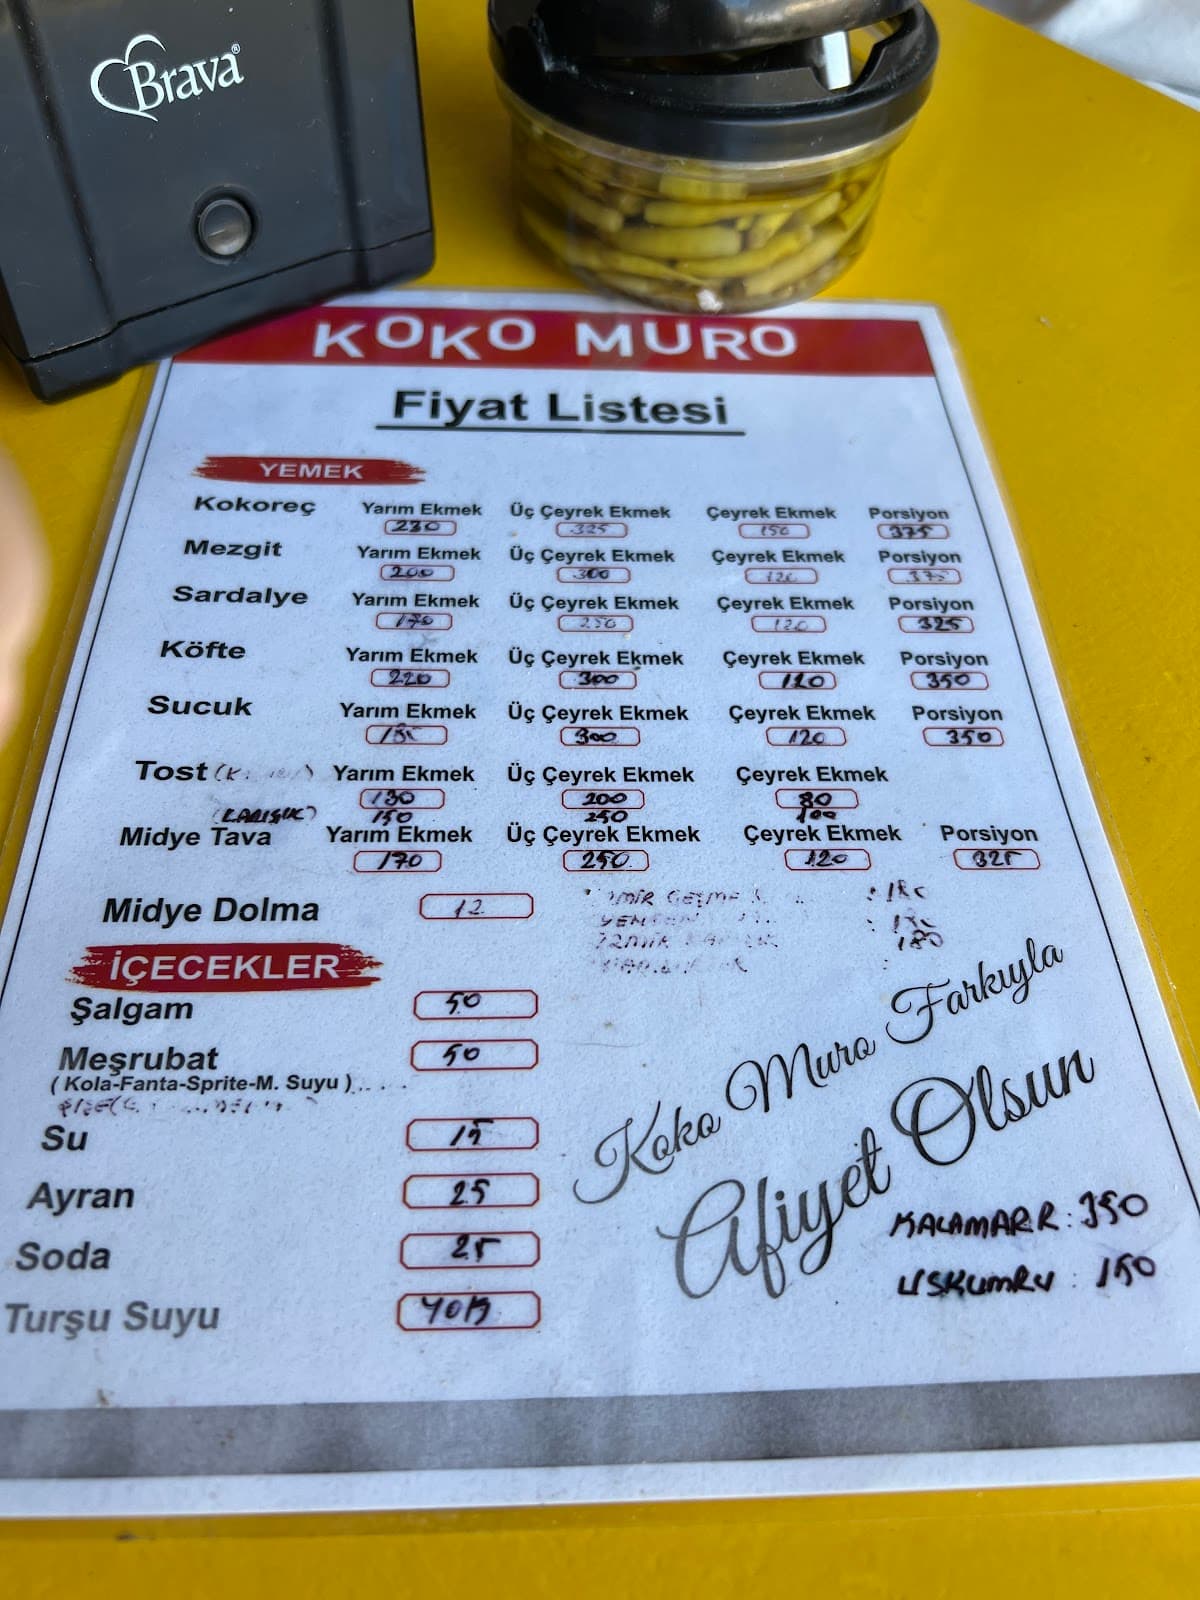 Brava
KOKO MURO
Fiyat Listesi
YEMEK
Kokoreç Yarım Ekmek Üç Çeyrek Ekmek Çeyrek Ekmek Porsiyon
230 325 150 375
Mezgit Yarım Ekmek Üç Çeyrek Ekmek Çeyrek Ekmek Porsiyon
200 300 120 375
Sardalye Yarım Ekmek Üç Çeyrek Ekmek Çeyrek Ekmek Porsiyon
170 250 120 325
Köfte Yarım Ekmek Üç Çeyrek Ekmek Çeyrek Ekmek Porsiyon
220 300 120 350
Sucuk Yarım Ekmek Üç Çeyrek Ekmek Çeyrek Ekmek Porsiyon
300 120 350
Tost Yarım Ekmek Üç Çeyrek Ekmek Çeyrek Ekmek
130 200 80
(KARIŞIK) 150 250 100
Midye Tava Yarım Ekmek Üç Çeyrek Ekmek Çeyrek Ekmek Porsiyon
170 250 120 325
Midye Dolma 12
180
İÇECEKLER
Şalgam 50
Meşrubat 50
( Kola-Fanta-Sprite-M. Suyu )
Su 15
Ayran 25
Soda 25
Turşu Suyu YOK
Koko Muro Farkıyla
Afiyet Olsun
KALAMAR : 350
USKUMRU : 150